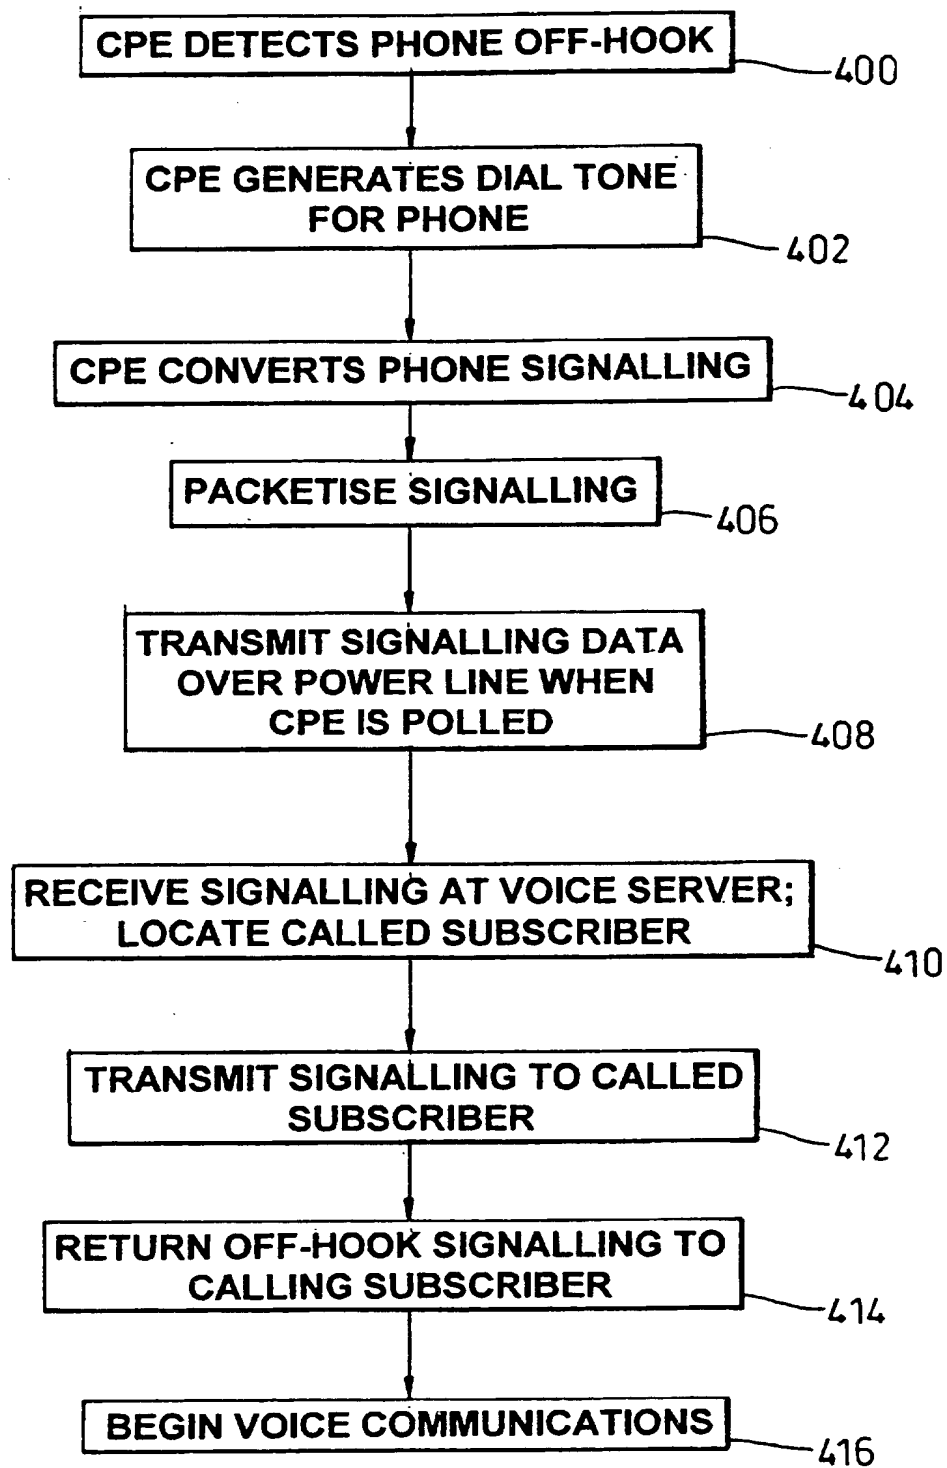 CPE DETECTS PHONE OFF-HOOK
400
CPE GENERATES DIAL TONE
FOR PHONE
402
CPE CONVERTS PHONE SIGNALLING
404
PACKETISE SIGNALLING
406
TRANSMIT SIGNALLING DATA
OVER POWER LINE WHEN
CPE IS POLLED
408
RECEIVE SIGNALLING AT VOICE SERVER;
LOCATE CALLED SUBSCRIBER
410
TRANSMIT SIGNALLING TO CALLED
SUBSCRIBER
412
RETURN OFF-HOOK SIGNALLING TO
CALLING SUBSCRIBER
414
BEGIN VOICE COMMUNICATIONS
416